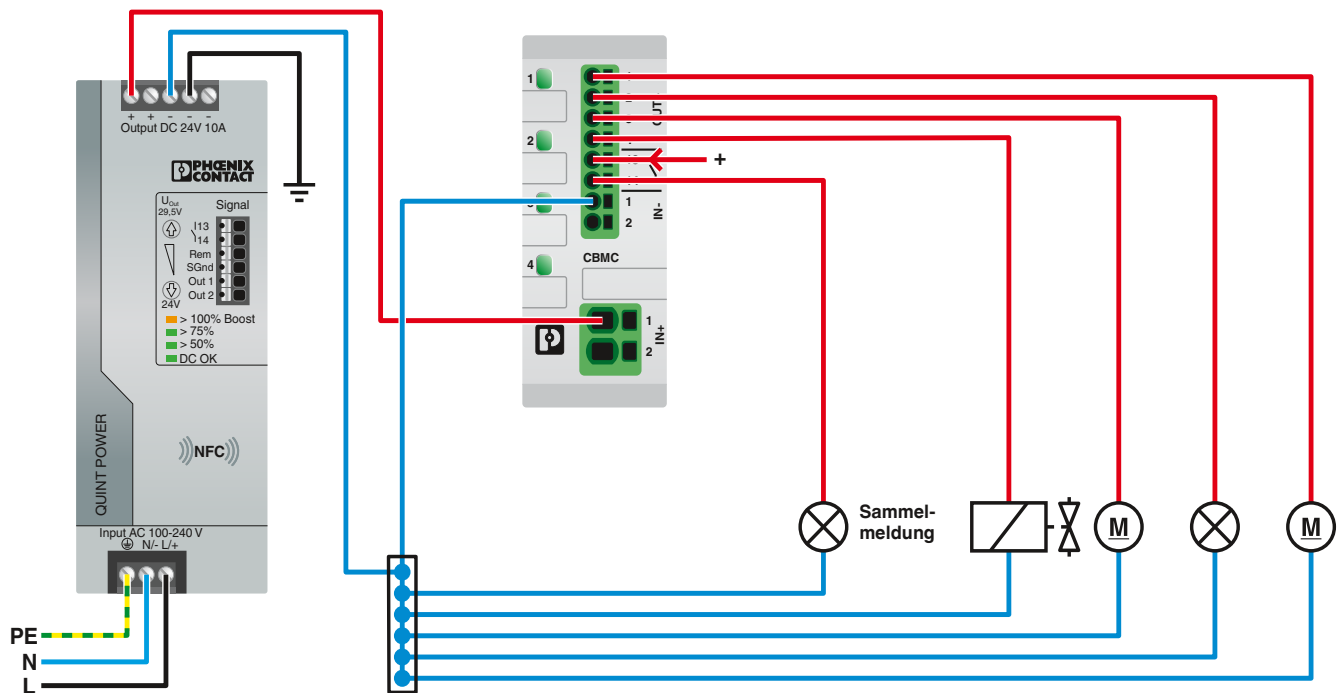 + + - - -
Output DC 24V 10A
PHŒNIX
CONTACT
UOut
29,5V
Signal
13
14
Rem
SGnd
Out 1
Out 2
24V
> 100% Boost
> 75%
> 50%
DC OK
QUINT POWER
NFC
Input AC 100-240 V
N/- L/+
PE
N
L
1
2
4
OUT
+
1
2
IN-
CBMC
1
2
IN+
Sammel-
meldung
M
M